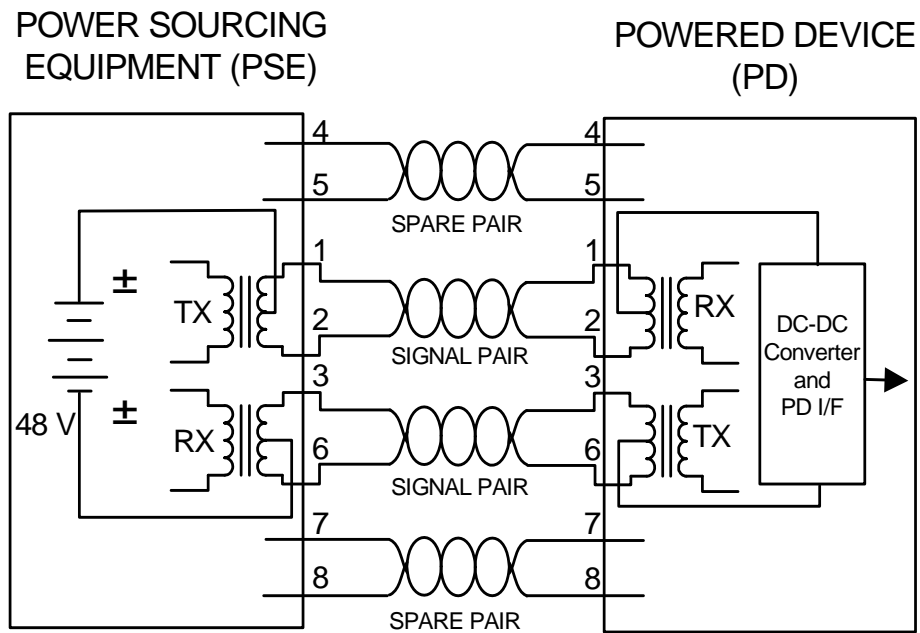 POWER SOURCING
EQUIPMENT (PSE)
POWERED DEVICE
(PD)
4
4
5
5
SPARE PAIR
1
1
±
TX
RX
2
2
DC-DC
Converter
and
PD I/F
SIGNAL PAIR
3
3
48 V
±
RX
TX
6
6
SIGNAL PAIR
7
7
8
8
SPARE PAIR